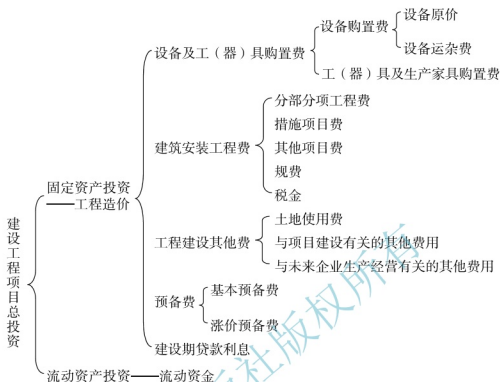 设备原价
设备购置费
设备运杂费
设备及工（器）具购置费
工（器）具及生产家具购置费
分部分项工程费
措施项目费
建筑安装工程费
其他项目费
规费
税金
固定资产投资
——工程造价
土地使用费
工程建设其他费
与项目建设有关的其他费用
与未来企业生产经营有关的其他费用
基本预备费
预备费
涨价预备费
建设期贷款利息
建设工程项目总投资
流动资产投资——流动资金
版社版权所有